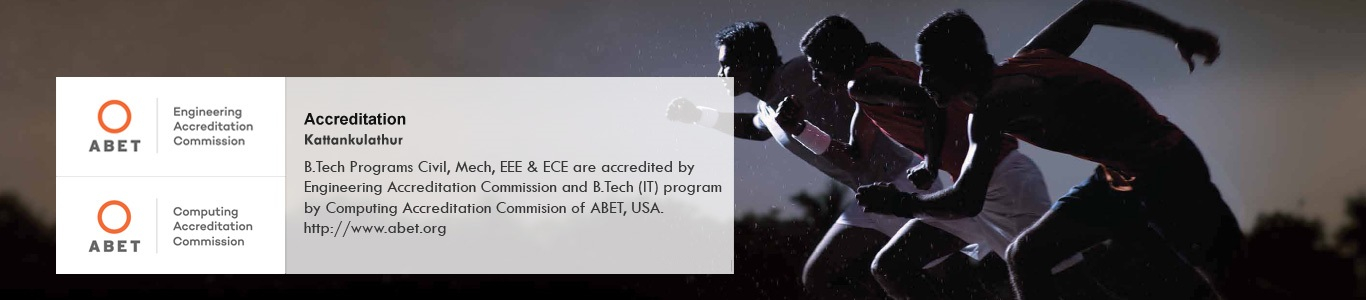 ABET
Engineering
Accreditation
Commission
ABET
Computing
Accreditation
Commission
Accreditation
Kattankulathur
B.Tech Programs Civil, Mech, EEE & ECE are accredited by
Engineering Accreditation Commission and B.Tech (IT) program
by Computing Accreditation Commision of ABET, USA.
http://www.abet.org